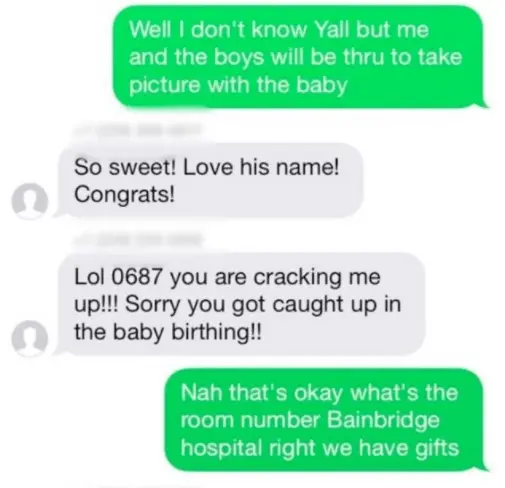 Well I don't know Yall but me
and the boys will be thru to take
picture with the baby
So sweet! Love his name!
Congrats!
Lol 0687 you are cracking me
up!!! Sorry you got caught up in
the baby birthing!!
Nah that's okay what's the
room number Bainbridge
hospital right we have gifts